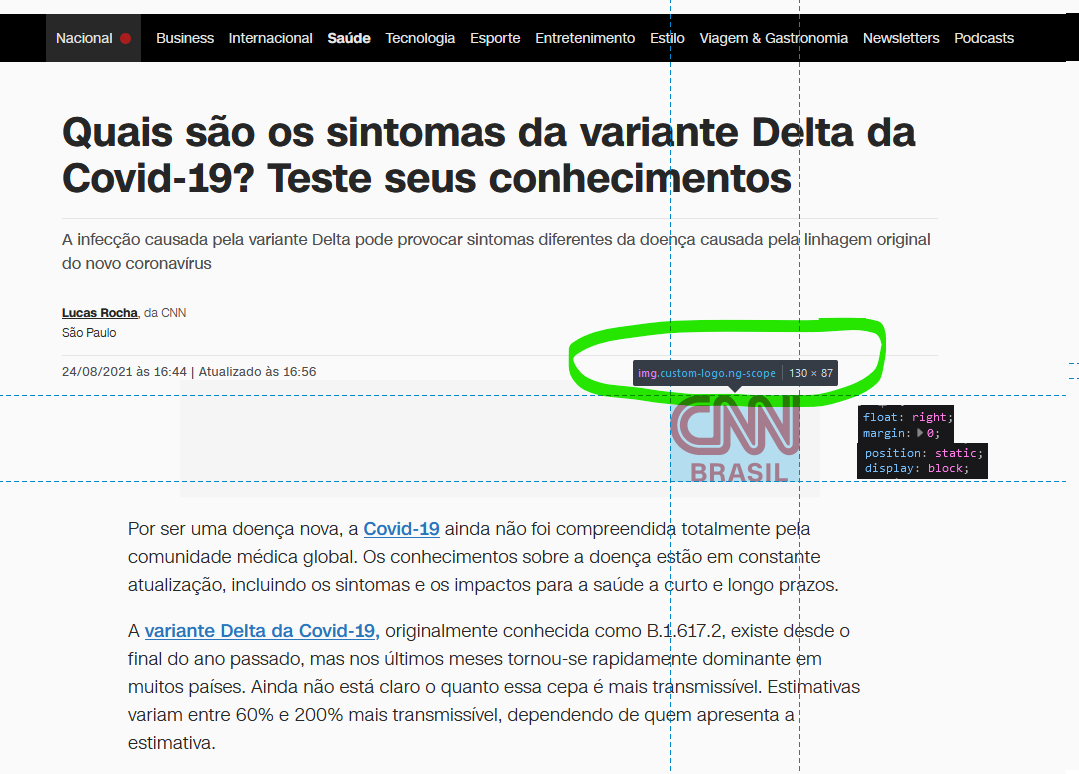 Nacional Business Internacional Saúde Tecnologia Esporte Entretenimento Estilo Viagem & Gastronomia Newsletters Podcasts
Quais são os sintomas da variante Delta da
Covid-19? Teste seus conhecimentos
A infecção causada pela variante Delta pode provocar sintomas diferentes da doença causada pela linhagem original
do novo coronavírus
Lucas Rocha, da CNN
São Paulo
24/08/2021 às 16:44 | Atualizado às 16:56
img.custom-logo.ng-scope | 130 × 87
CNN
BRASIL
float: right;
margin: 0;
position: static;
display: block;
Por ser uma doença nova, a Covid-19 ainda não foi compreendida totalmente pela
comunidade médica global. Os conhecimentos sobre a doença estão em constante
atualização, incluindo os sintomas e os impactos para a saúde a curto e longo prazos.
A variante Delta da Covid-19, originalmente conhecida como B.1.617.2, existe desde o
final do ano passado, mas nos últimos meses tornou-se rapidamente dominante em
muitos países. Ainda não está claro o quanto essa cepa é mais transmissível. Estimativas
variam entre 60% e 200% mais transmissível, dependendo de quem apresenta a
estimativa.